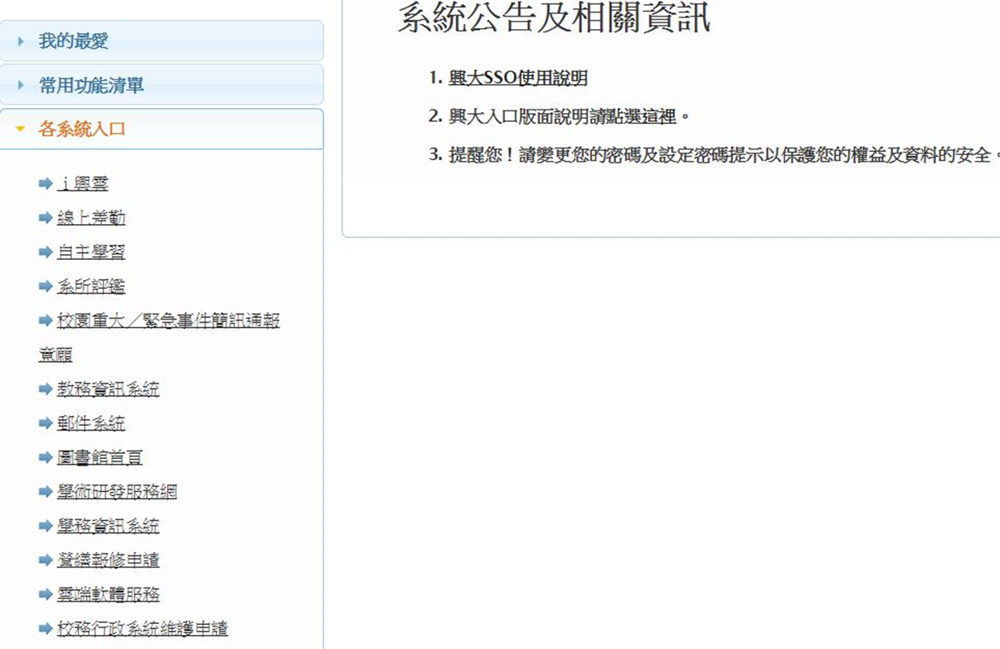 我的最愛
常用功能清單
各系統入口
ｉ興雲
線上差勤
自主學習
系所評鑑
校園重大／緊急事件簡訊通報
意願
教務資訊系統
郵件系統
圖書館首頁
學術研發服務網
學務資訊系統
營繕報修申請
雲端軟體服務
校務行政系統維護申請
系統公告及相關資訊
1. 興大SSO使用說明
2. 興大入口版面說明請點選這裡。
3. 提醒您！請變更您的密碼及設定密碼提示以保護您的權益及資料的安全。